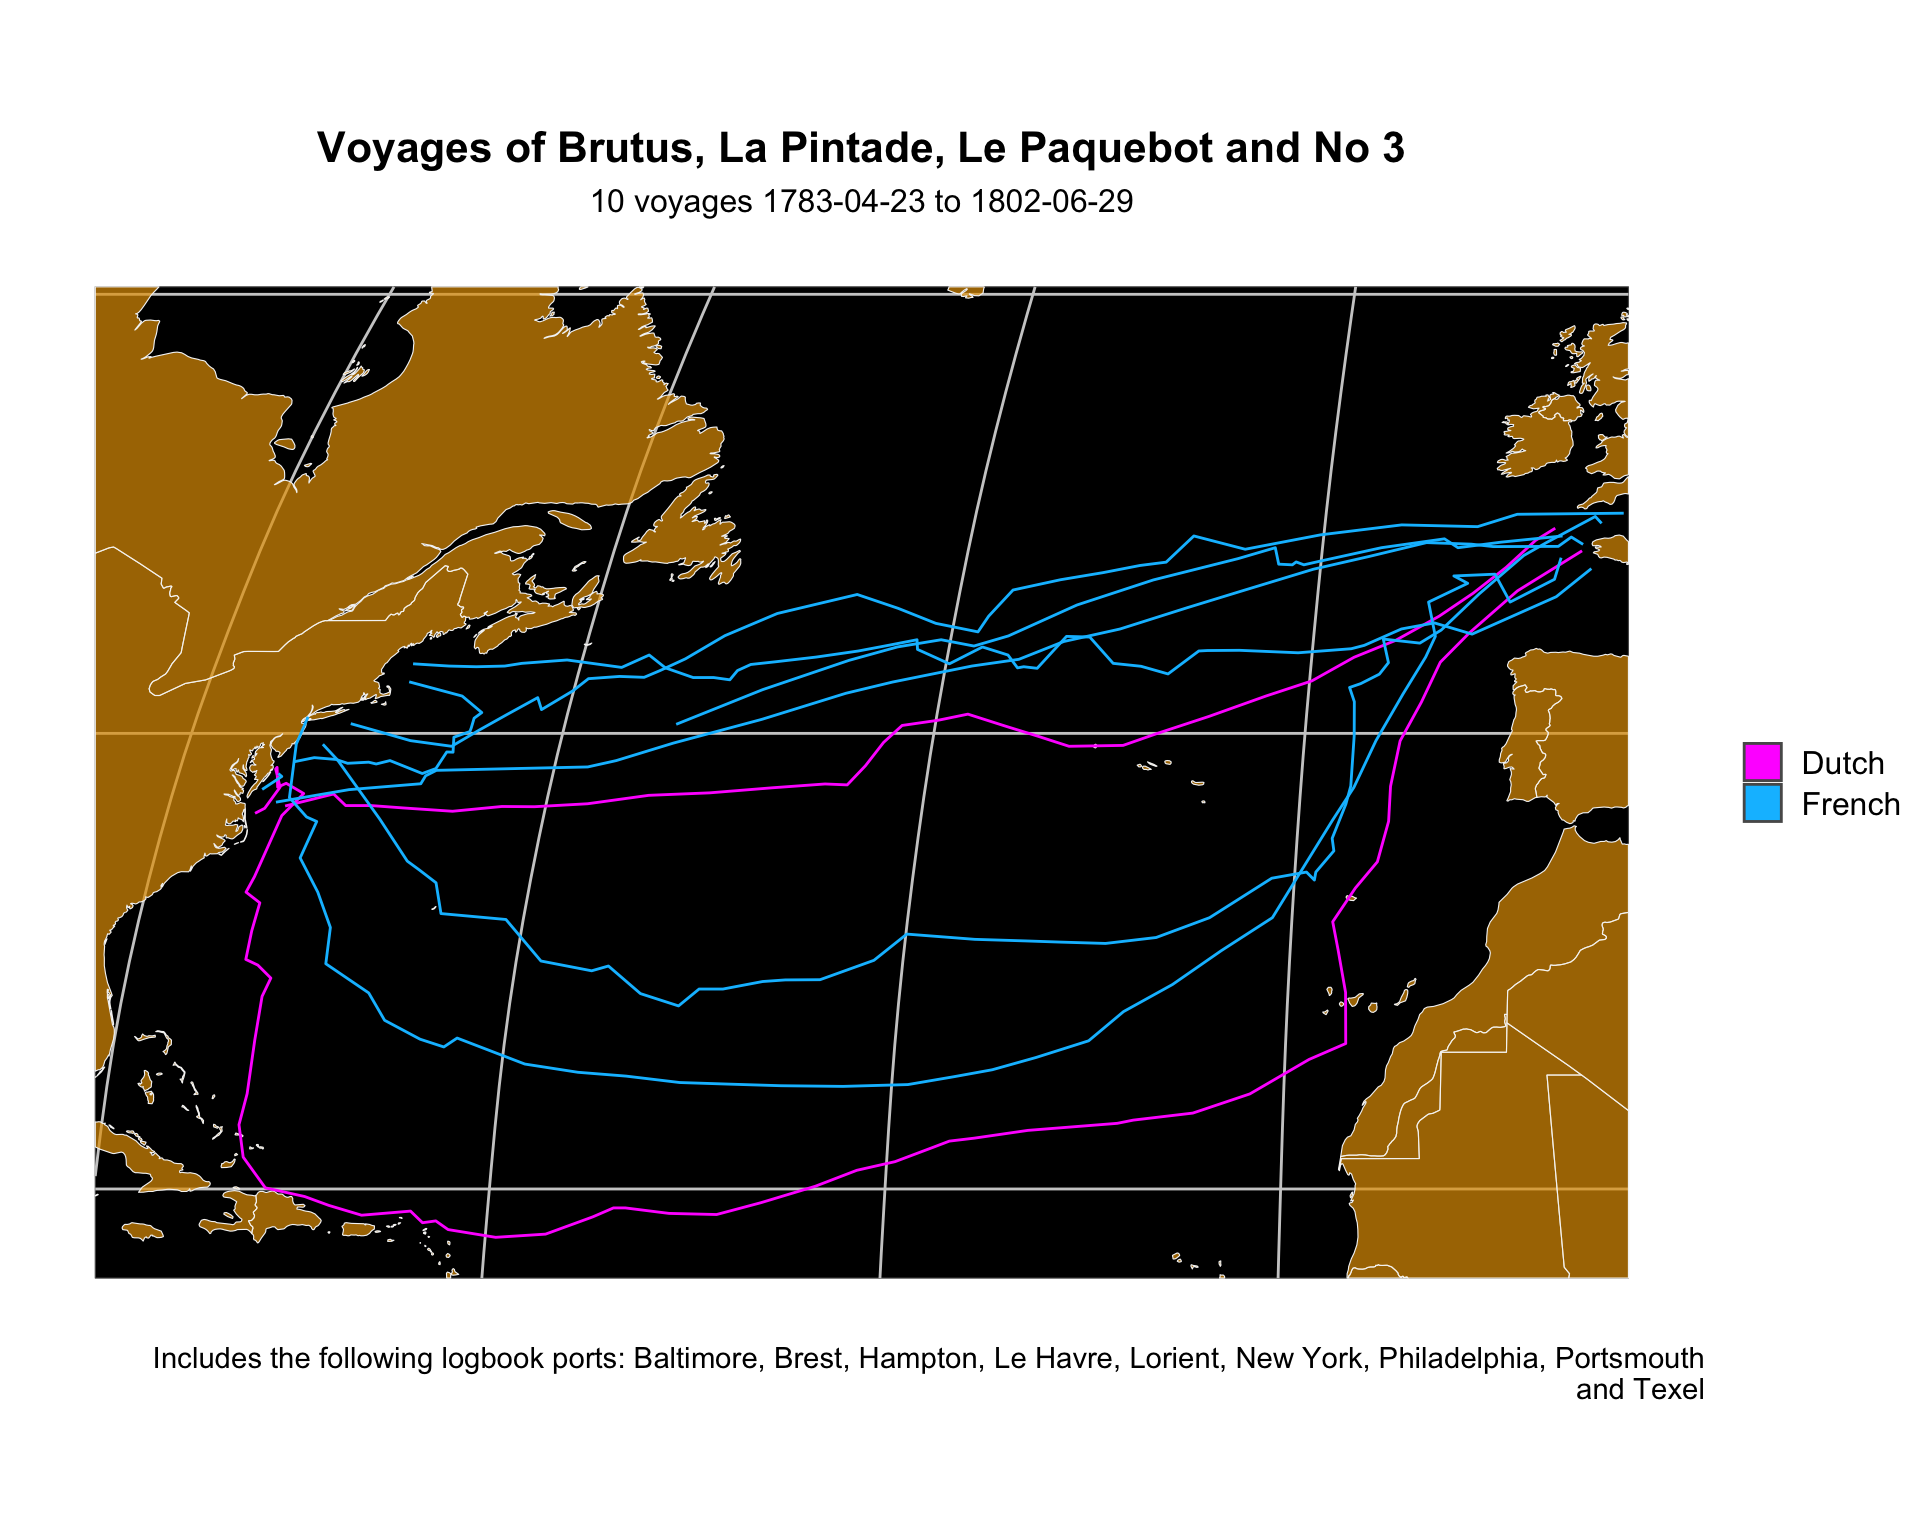 Voyages of Brutus, La Pintade, Le Paquebot and No 3
10 voyages 1783-04-23 to 1802-06-29
Dutch
French
Includes the following logbook ports: Baltimore, Brest, Hampton, Le Havre, Lorient, New York, Philadelphia, Portsmouth
and Texel